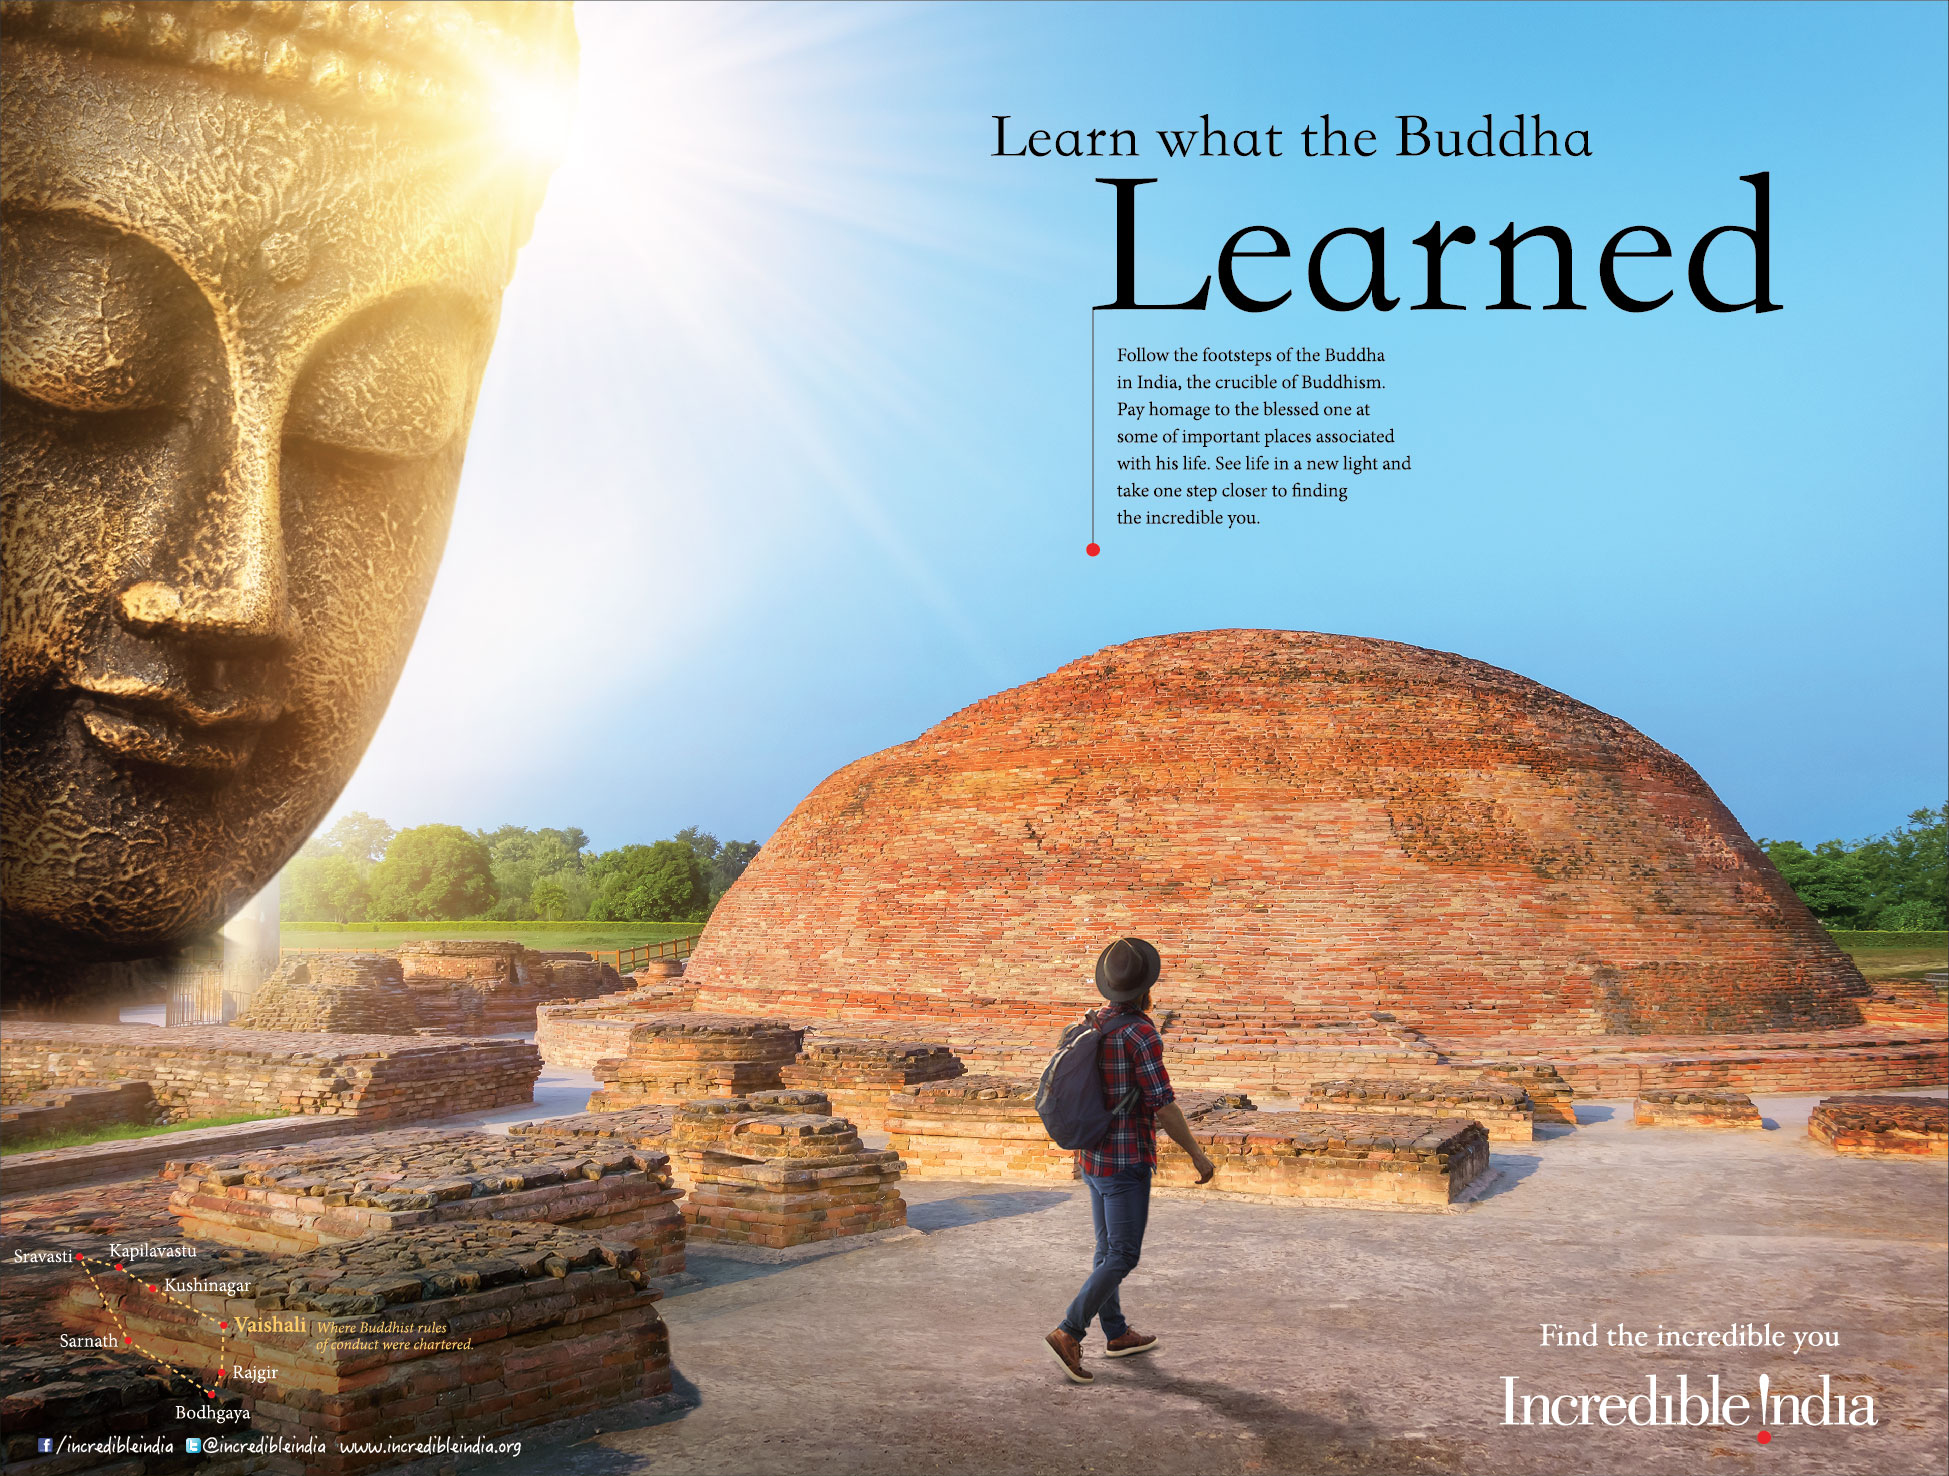 Learn what the Buddha
Learned
Follow the footsteps of the Buddha
in India, the crucible of Buddhism.
Pay homage to the blessed one at
some of important places associated
with his life. See life in a new light and
take one step closer to finding
the incredible you.
Sravasti
Kapilavastu
Kushinagar
Vaishali
Where Buddhist rules
of conduct were chartered.
Sarnath
Rajgir
Bodhgaya
f/incredibleindia @incredibleindia www.incredibleindia.org
Find the incredible you
Incredible !ndia